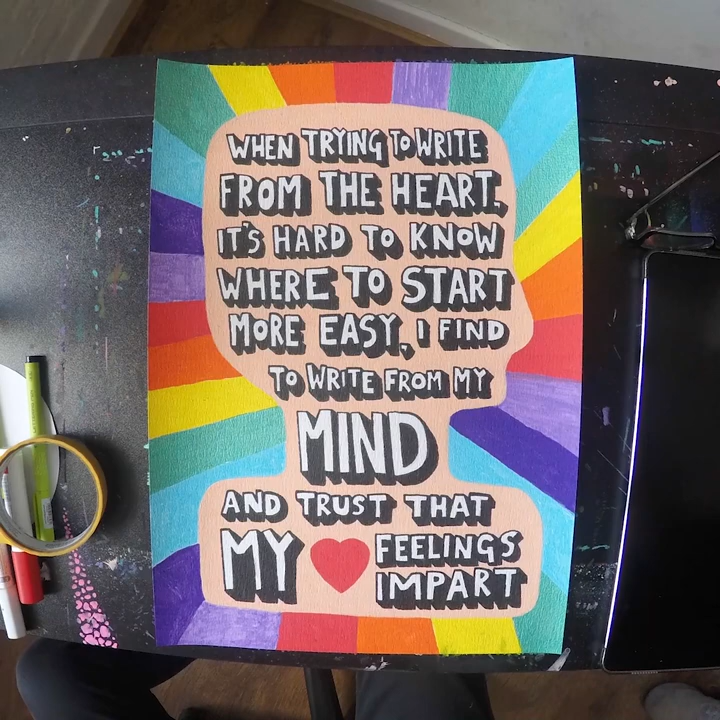 WHEN TRYING TO WRITE
FROM THE HEART.
IT'S HARD TO KNOW
WHERE TO START
MORE EASY, I FIND
TO WRITE FROM MY
MIND
AND TRUST THAT
MY ❤ FEELINGS
IMPART